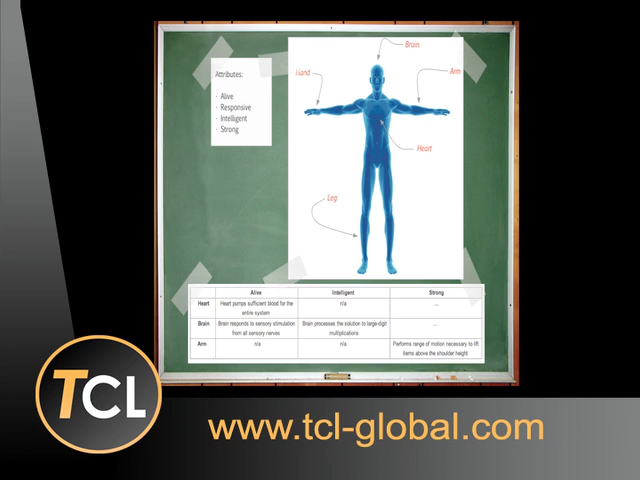 Brain
Attributes:
Hand
Arm
· Alive
· Responsive
· Intelligent
· Strong
Heart
Leg
Alive Intelligent Strong
Heart Heart pumps sufficient blood for the entire system n/a ...
Brain Brain responds to sensory stimulation from all sensory nerves Brain processes the solution to large-digit multiplications ...
Arm n/a n/a Performs range of motion necessary to lift items above the shoulder height
TCL
www.tcl-global.com